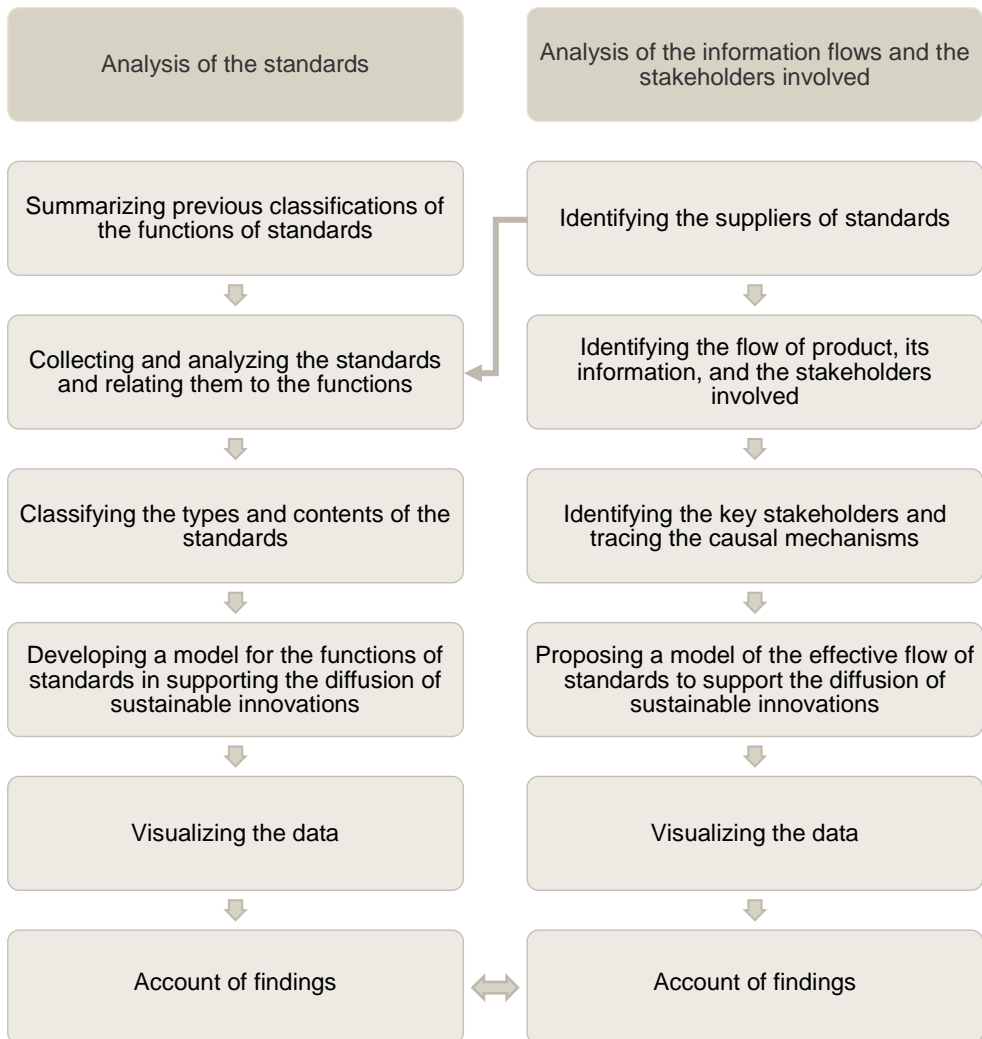 Analysis of the standards
Analysis of the information flows and the
stakeholders involved
Summarizing previous classifications of
the functions of standards
Identifying the suppliers of standards
Collecting and analyzing the standards
and relating them to the functions
Identifying the flow of product, its
information, and the stakeholders
involved
Classifying the types and contents of the
standards
Identifying the key stakeholders and
tracing the causal mechanisms
Developing a model for the functions of
standards in supporting the diffusion of
sustainable innovations
Proposing a model of the effective flow of
standards to support the diffusion of
sustainable innovations
Visualizing the data
Visualizing the data
Account of findings
Account of findings